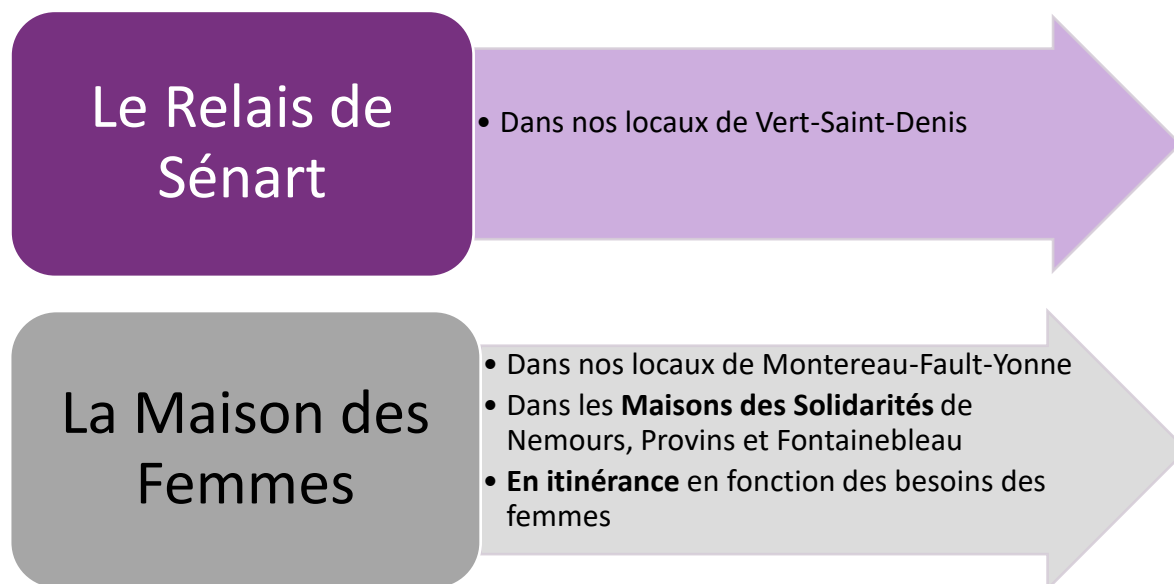 Le Relais de
Sénart
• Dans nos locaux de Vert-Saint-Denis
La Maison des
Femmes
• Dans nos locaux de Montereau-Fault-Yonne
• Dans les Maisons des Solidarités de
Nemours, Provins et Fontainebleau
• En itinérance en fonction des besoins des
femmes